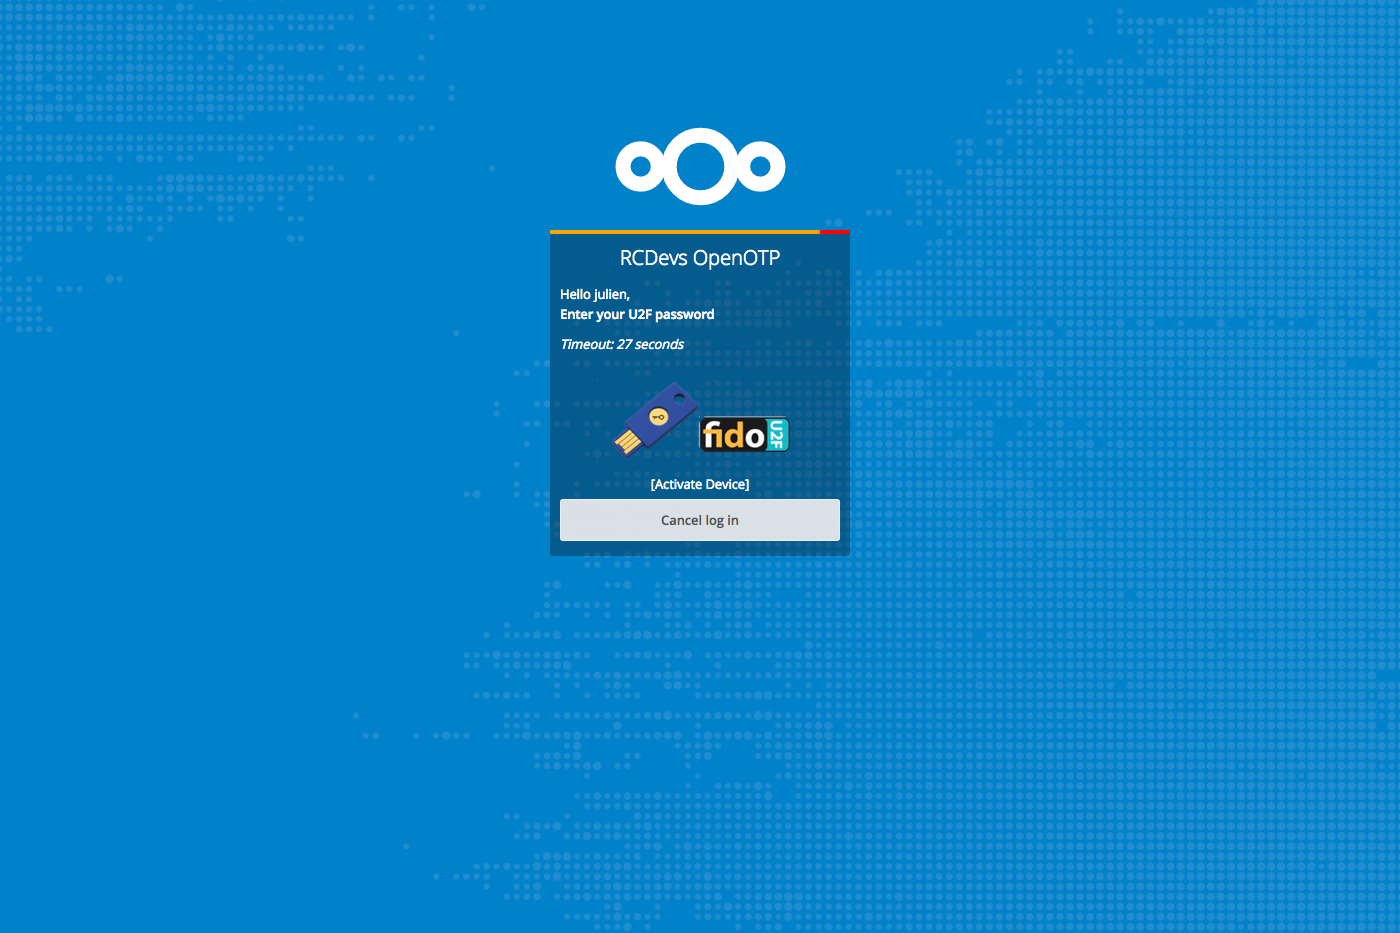 RCDevs OpenOTP
Hello julien,
Enter your U2F password
Timeout: 27 seconds
fido U2F
[Activate Device]
Cancel log in